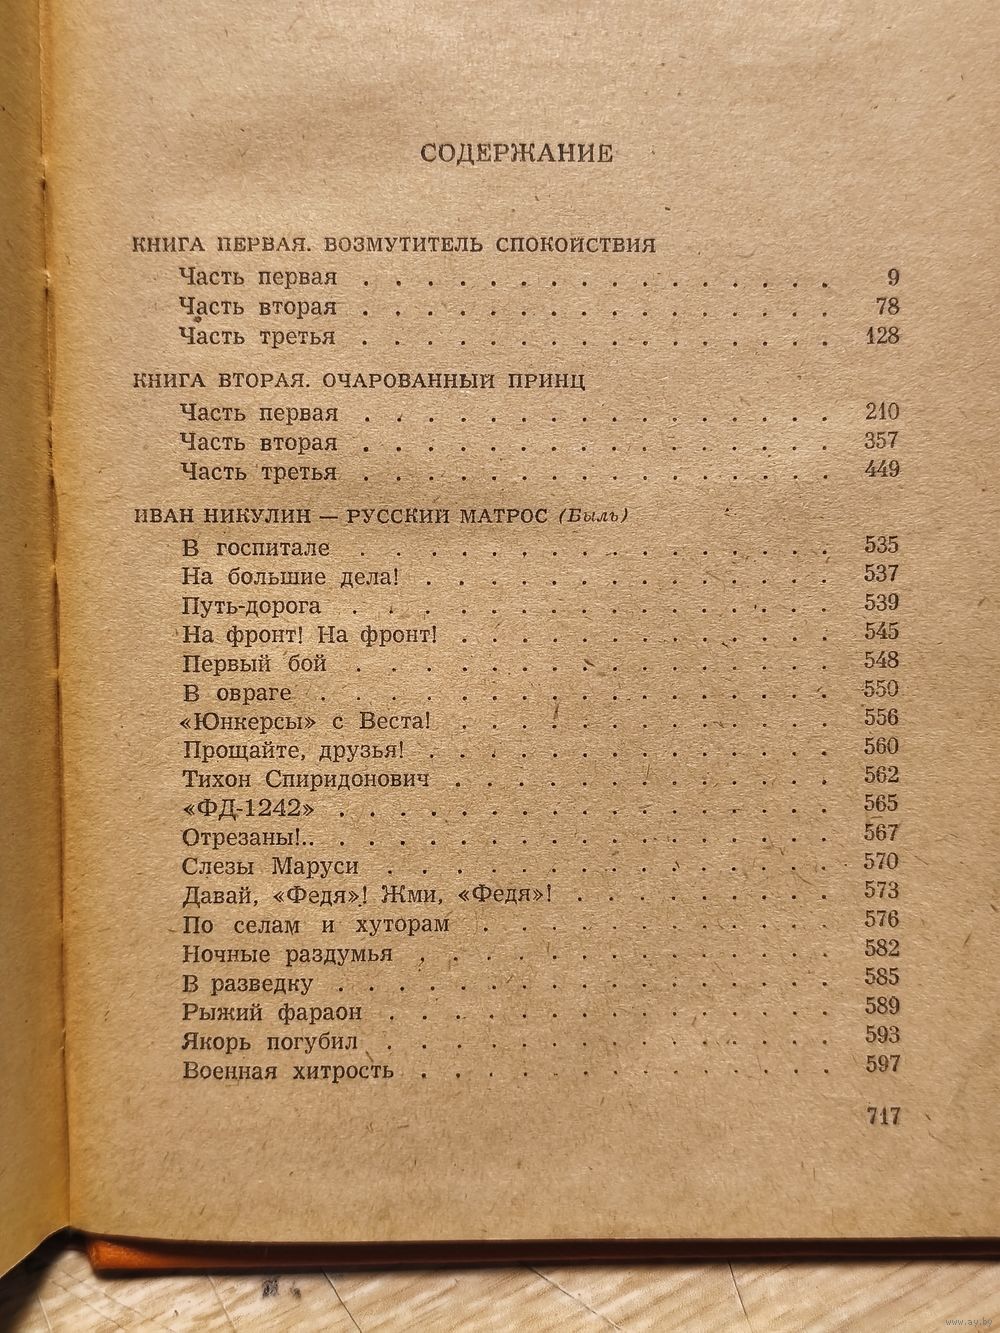 СОДЕРЖАНИЕ
КНИГА ПЕРВАЯ. ВОЗМУТИТЕЛЬ СПОКОЙСТВИЯ
Часть первая . . . . . . . . . . . . . . . . 9
Часть вторая . . . . . . . . . . . . . . . . 78
Часть третья . . . . . . . . . . . . . . . . 128
КНИГА ВТОРАЯ. ОЧАРОВАННЫЙ ПРИНЦ
Часть первая . . . . . . . . . . . . . . . . 210
Часть вторая . . . . . . . . . . . . . . . . 357
Часть третья . . . . . . . . . . . . . . . . 449
ИВАН НИКУЛИН — РУССКИЙ МАТРОС (Быль)
В госпитале . . . . . . . . . . . . . . . . 535
На большие дела! . . . . . . . . . . . . . . 537
Путь-дорога . . . . . . . . . . . . . . . . 539
На фронт! На фронт! . . . . . . . . . . . . . 545
Первый бой . . . . . . . . . . . . . . . . 548
В овраге . . . . . . . . . . . . . . . . . 550
«Юнкерсы» с Веста! . . . . . . . . . . . . . 556
Прощайте, друзья! . . . . . . . . . . . . . . 560
Тихон Спиридонович . . . . . . . . . . . . . 562
«ФД-1242» . . . . . . . . . . . . . . . . . 565
Отрезаны!.. . . . . . . . . . . . . . . . . 567
Слезы Маруси . . . . . . . . . . . . . . . 570
Давай, «Федя»! Жми, «Федя»! . . . . . . . . . 573
По селам и хуторам . . . . . . . . . . . . 576
Ночные раздумья . . . . . . . . . . . . . . 582
В разведку . . . . . . . . . . . . . . . . . 585
Рыжий фараон . . . . . . . . . . . . . . . 589
Якорь погубил . . . . . . . . . . . . . . . 593
Военная хитрость . . . . . . . . . . . . . . 597
717
www.ay.by